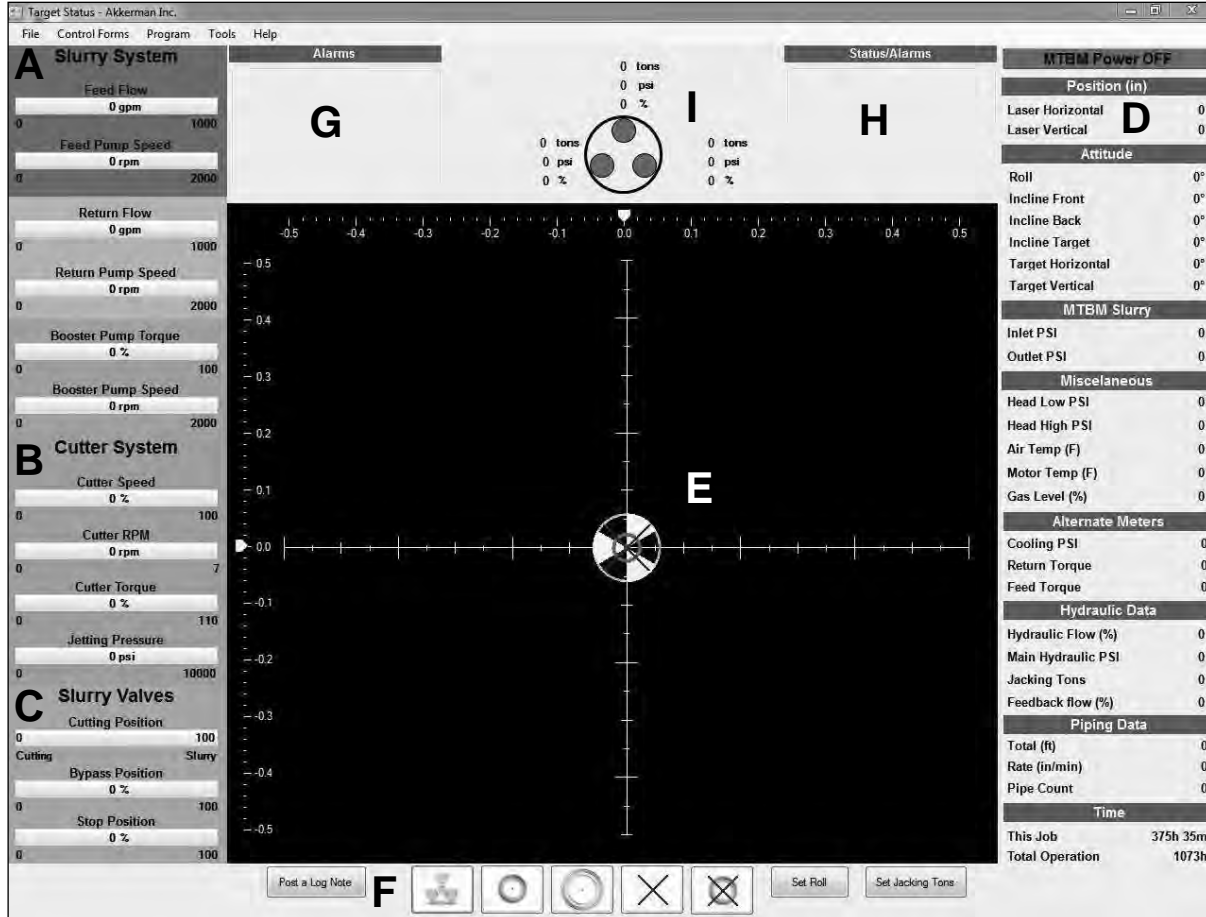 Target Status - Akkerman Inc.
File Control Forms Program Tools Help
A
Slurry System
Feed Flow
0 gpm
0 1000
Feed Pump Speed
0 rpm
0 2000
Return Flow
0 gpm
0 1000
Return Pump Speed
0 rpm
0 2000
Booster Pump Torque
0 %
0 100
Booster Pump Speed
0 rpm
0 2000
B
Cutter System
Cutter Speed
0 %
0 100
Cutter RPM
0 rpm
0 7
Cutter Torque
0 %
0 110
Jetting Pressure
0 psi
0 10000
C
Slurry Valves
Cutting Position
0 100
Cutting Slurry
Bypass Position
0 %
0 100
Stop Position
0 %
0 100
Alarms
G
0 tons
0 psi
0 %
I
0 tons
0 psi
0 %
0 tons
0 psi
0 %
Status/Alarms
H
-0.5 -0.4 -0.3 -0.2 -0.1 0.0 0.1 0.2 0.3 0.4 0.5
0.5
0.4
0.3
0.2
0.1
0.0
-0.1
-0.2
-0.3
-0.4
-0.5
E
MTBM Power OFF
Position (in)
Laser Horizontal 0
D
Laser Vertical 0
Attitude
Roll 0°
Incline Front 0°
Incline Back 0°
Incline Target 0°
Target Horizontal 0°
Target Vertical 0°
MTBM Slurry
Inlet PSI 0
Outlet PSI 0
Miscelaneous
Head Low PSI 0
Head High PSI 0
Air Temp (F) 0
Motor Temp (F) 0
Gas Level (%) 0
Alternate Meters
Cooling PSI 0
Return Torque 0
Feed Torque 0
Hydraulic Data
Hydraulic Flow (%) 0
Main Hydraulic PSI 0
Jacking Tons 0
Feedback flow (%) 0
Piping Data
Total (ft) 0
Rate (in/min) 0
Pipe Count 0
Time
This Job 375h 35m
Total Operation 1073h
Post a Log Note
F
Set Roll
Set Jacking Tons